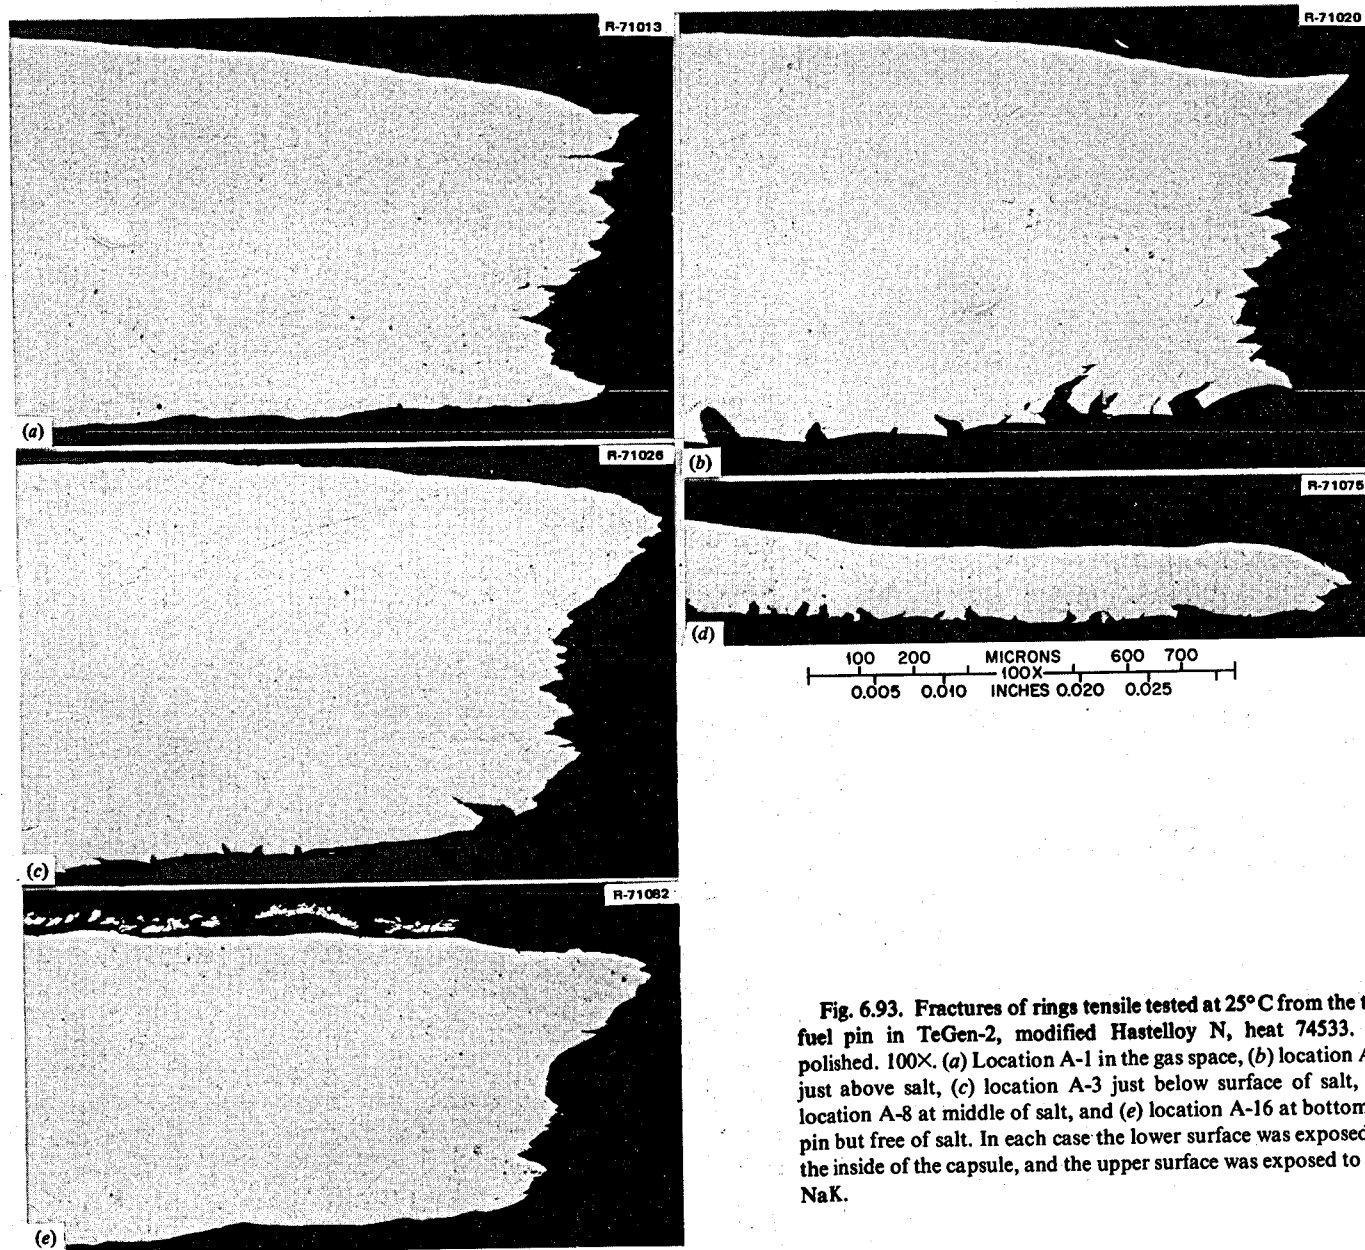 R-71013
R-71020
(a)
(b)
R-71026
R-71075
(c)
(d)
100 200 MICRONS 600 700
100X
0.005 0.010 INCHES 0.020 0.025
R-71082
(e)
Fig. 6.93. Fractures of rings tensile tested at 25°C from the
fuel pin in TeGen-2, modified Hastelloy N, heat 74533.
polished. 100×. (a) Location A-1 in the gas space, (b) location
just above salt, (c) location A-3 just below surface of salt,
location A-8 at middle of salt, and (e) location A-16 at bottom
pin but free of salt. In each case the lower surface was exposed
the inside of the capsule, and the upper surface was exposed to
NaK.